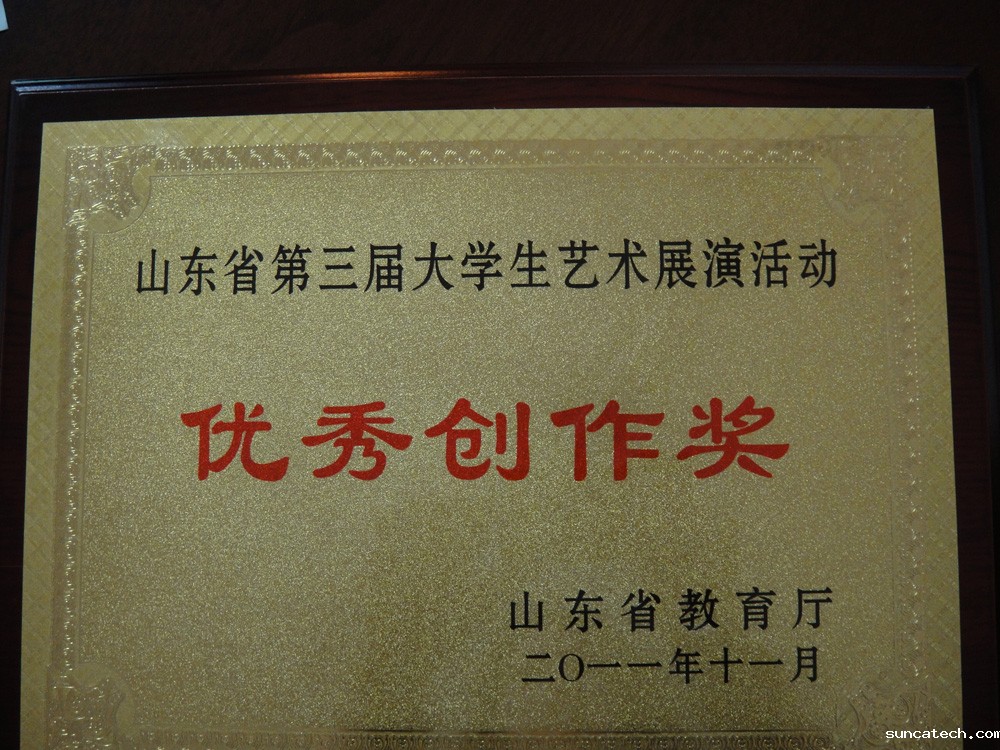 山东省第三届大学生艺术展演活动
优秀创作奖
山东省教育厅
二〇一一年十一月
suncatech.com